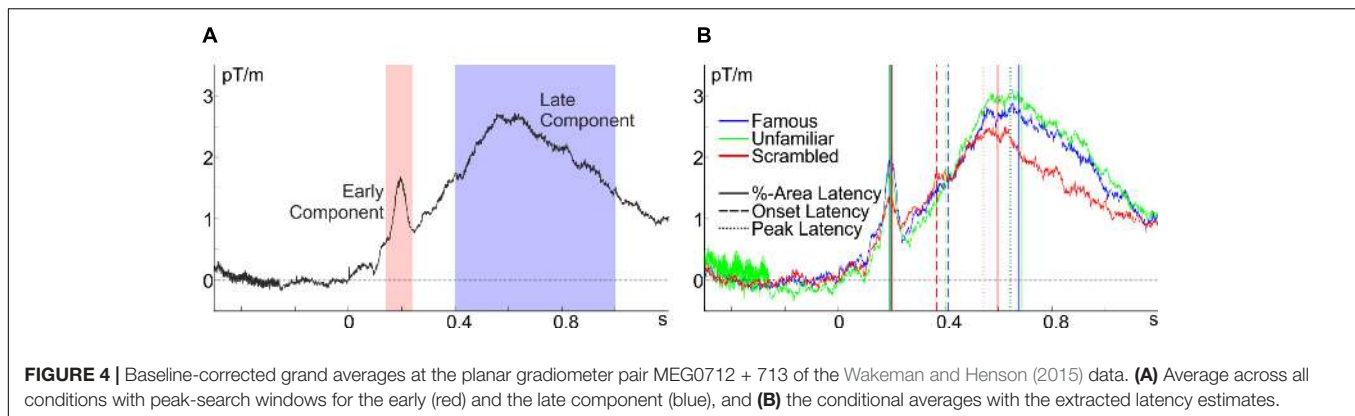 A
pT/m
3
2
1
0
Early
Component
Late
Component
0
0.4
0.8
s
B
pT/m
3
2
1
0
Famous
Unfamiliar
Scrambled
%-Area Latency
Onset Latency
Peak Latency
0
0.4
0.8
s
FIGURE 4 | Baseline-corrected grand averages at the planar gradiometer pair MEG0712 + 713 of the Wakeman and Henson (2015) data. (A) Average across all
conditions with peak-search windows for the early (red) and the late component (blue), and (B) the conditional averages with the extracted latency estimates.